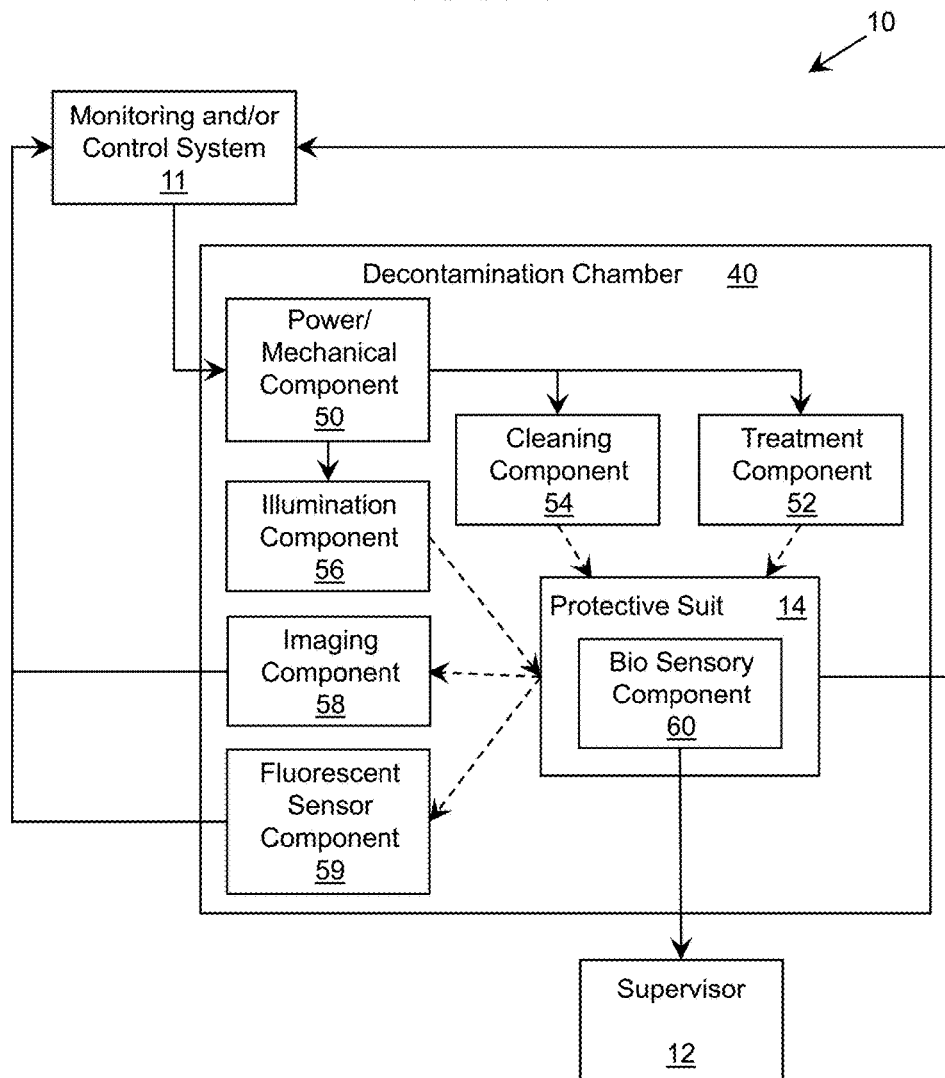 10
Monitoring and/or
Control System
11
Decontamination Chamber 40
Power/
Mechanical
Component
50
Cleaning
Component
54
Treatment
Component
52
Illumination
Component
56
Protective Suit 14
Imaging
Component
58
Bio Sensory
Component
60
Fluorescent
Sensor
Component
59
Supervisor
12